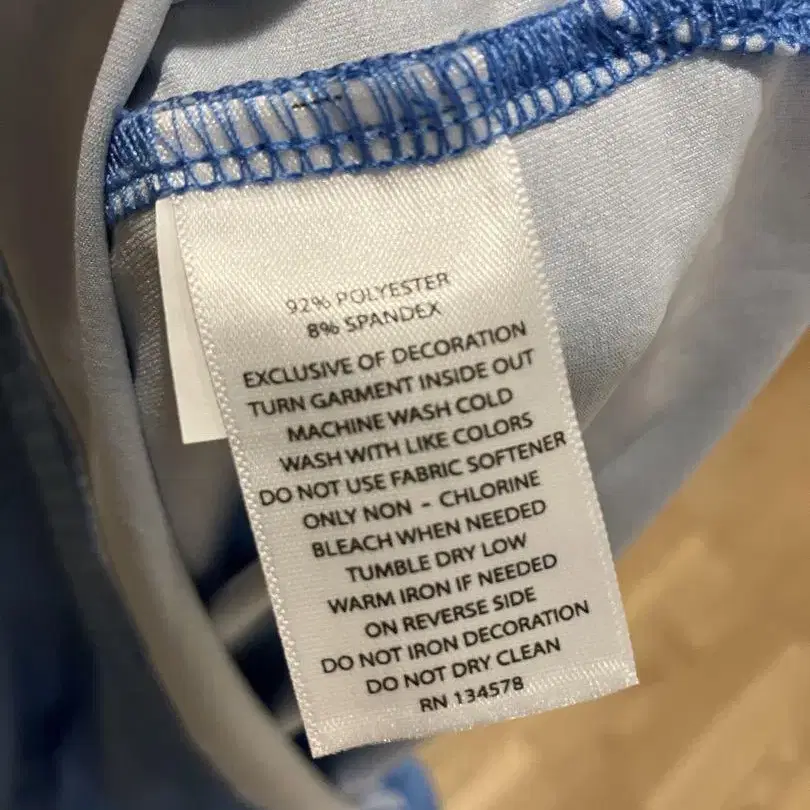 92% POLYESTER
8% SPANDEX
EXCLUSIVE OF DECORATION
TURN GARMENT INSIDE OUT
MACHINE WASH COLD
WASH WITH LIKE COLORS
DO NOT USE FABRIC SOFTENER
ONLY NON - CHLORINE
BLEACH WHEN NEEDED
TUMBLE DRY LOW
WARM IRON IF NEEDED
ON REVERSE SIDE
DO NOT IRON DECORATION
DO NOT DRY CLEAN
RN 134578